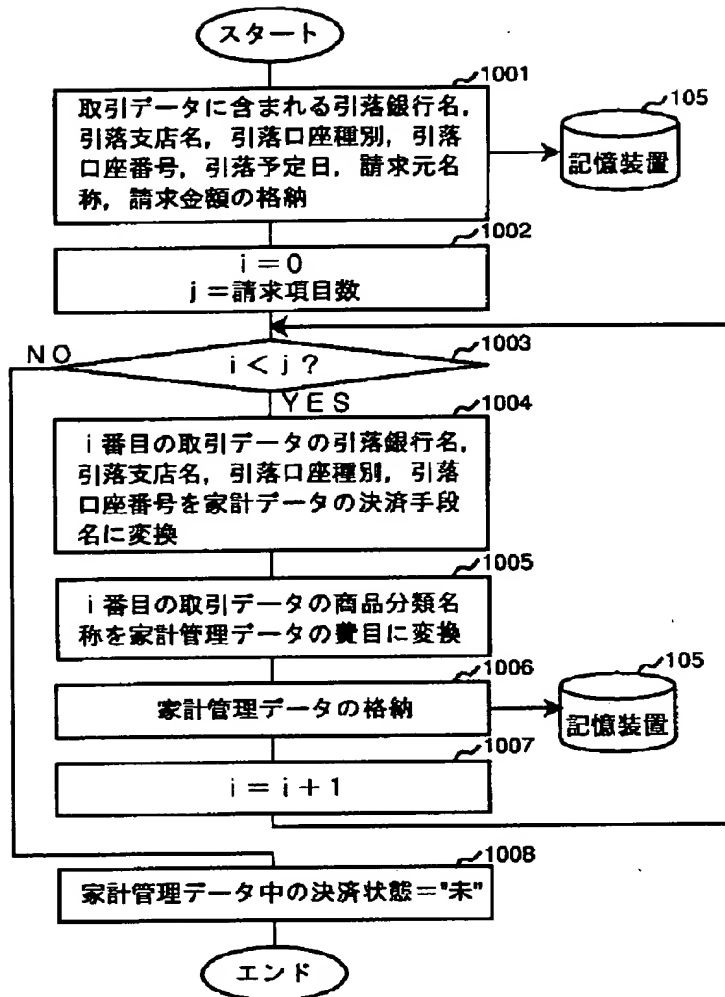 スタート
1001
取引データに含まれる引落銀行名,
引落支店名, 引落口座種別, 引落
口座番号, 引落予定日, 請求元名
称, 請求金額の格納
105
記憶装置
1002
i=0
j=請求項目数
1003
NO
i<j?
YES
1004
i番目の取引データの引落銀行名,
引落支店名, 引落口座種別, 引落
口座番号を家計データの決済手段
名に変換
1005
i番目の取引データの商品分類名
称を家計管理データの費目に変換
1006
家計管理データの格納
105
記憶装置
1007
i=i+1
1008
家計管理データ中の決済状態="未"
エンド